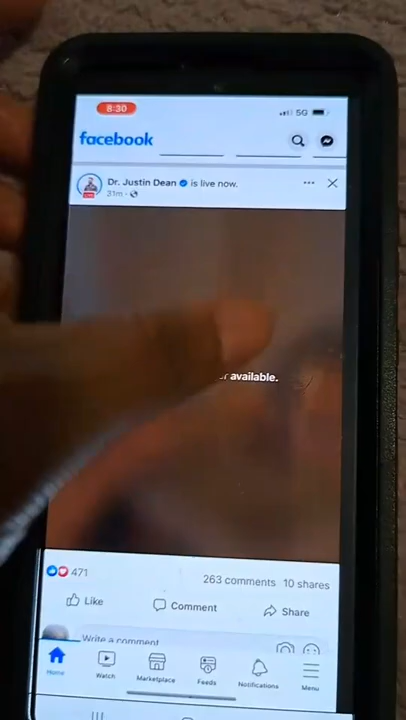 8:30
5G
facebook
Dr. Justin Dean is live now.
LIVE
31m
available.
471
263 comments 10 shares
Like
Comment
Share
Write a comment
Home
Watch
Marketplace
Feeds
Notifications
Menu